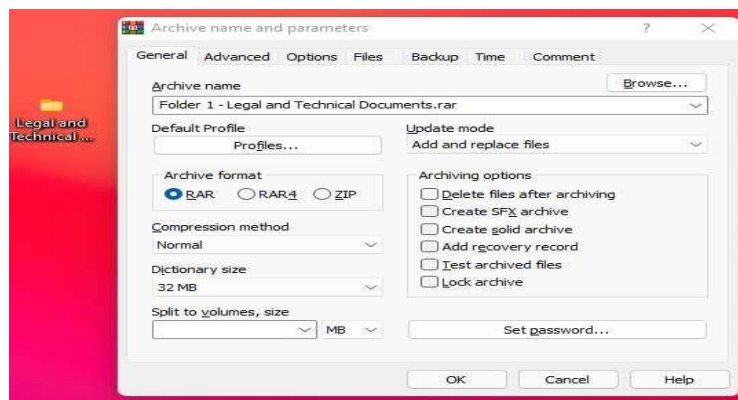 Archive name and parameters
?
General Advanced Options Files Backup Time Comment
Archive name
Browse...
Folder 1 - Legal and Technical Documents.rar
Legal and
Technical ...
Default Profile
Profiles...
Update mode
Add and replace files
Archive format
RAR RAR4 ZIP
Compression method
Normal
Dictionary size
32 MB
Split to volumes, size
MB
Archiving options
Delete files after archiving
Create SFX archive
Create solid archive
Add recovery record
Test archived files
Lock archive
Set password...
OK Cancel Help